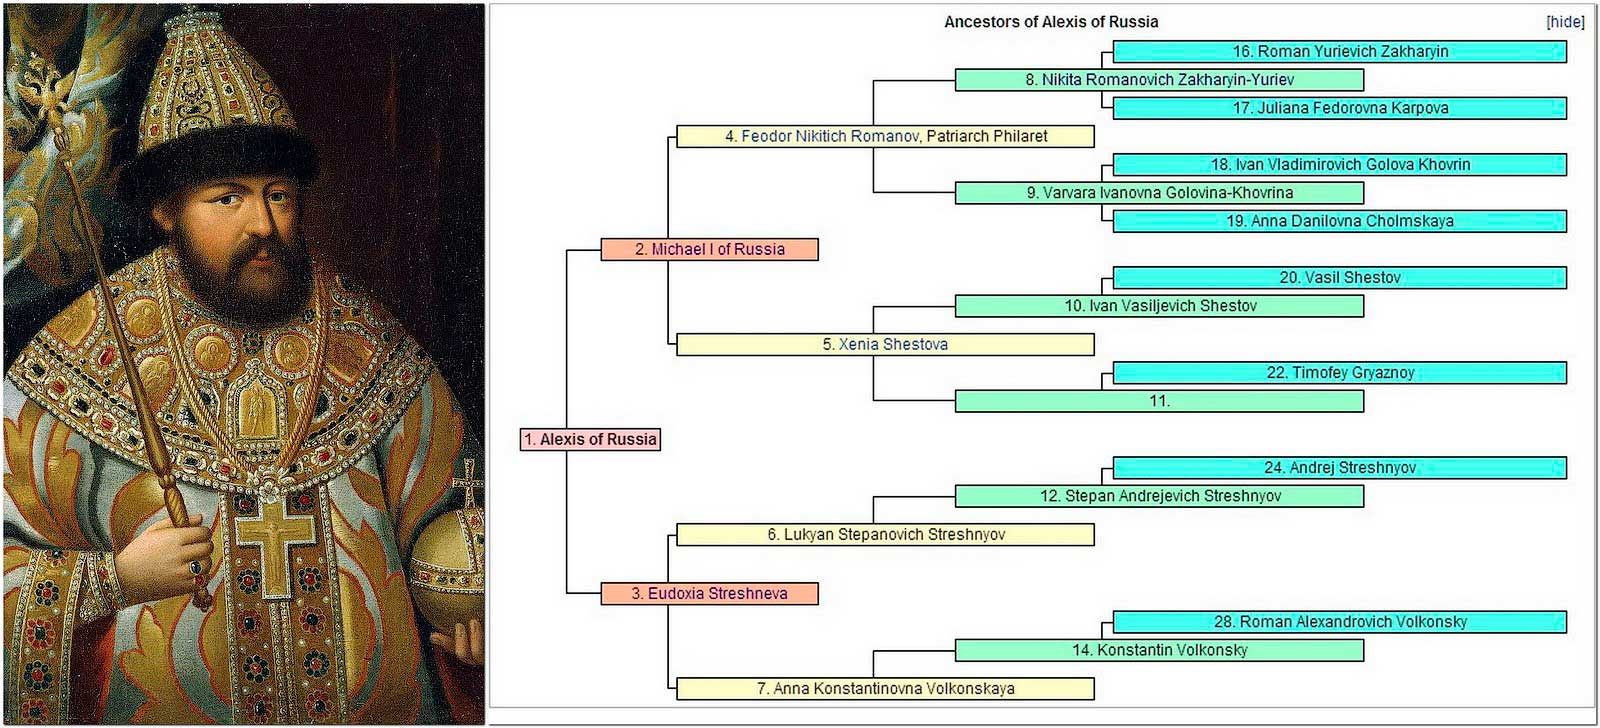 Ancestors of Alexis of Russia
[hide]
16. Roman Yurievich Zakharyin
8. Nikita Romanovich Zakharyin-Yuriev
17. Juliana Fedorovna Karpova
4. Feodor Nikitich Romanov, Patriarch Philaret
18. Ivan Vladimirovich Golova Khovrin
9. Varvara Ivanovna Golovina-Khovrina
19. Anna Danilovna Cholmskaya
2. Michael I of Russia
20. Vasil Shestov
10. Ivan Vasiljevich Shestov
5. Xenia Shestova
22. Timofey Gryaznoy
11.
1. Alexis of Russia
24. Andrej Streshnyov
12. Stepan Andrejevich Streshnyov
6. Lukyan Stepanovich Streshnyov
3. Eudoxia Streshneva
28. Roman Alexandrovich Volkonsky
14. Konstantin Volkonsky
7. Anna Konstantinovna Volkonskaya